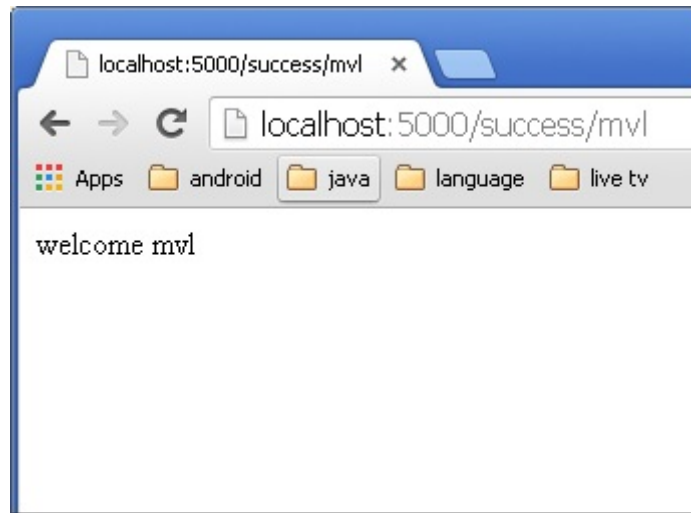 localhost:5000/success/mvl
localhost:5000/success/mvl
Apps android java language live tv
welcome mvl